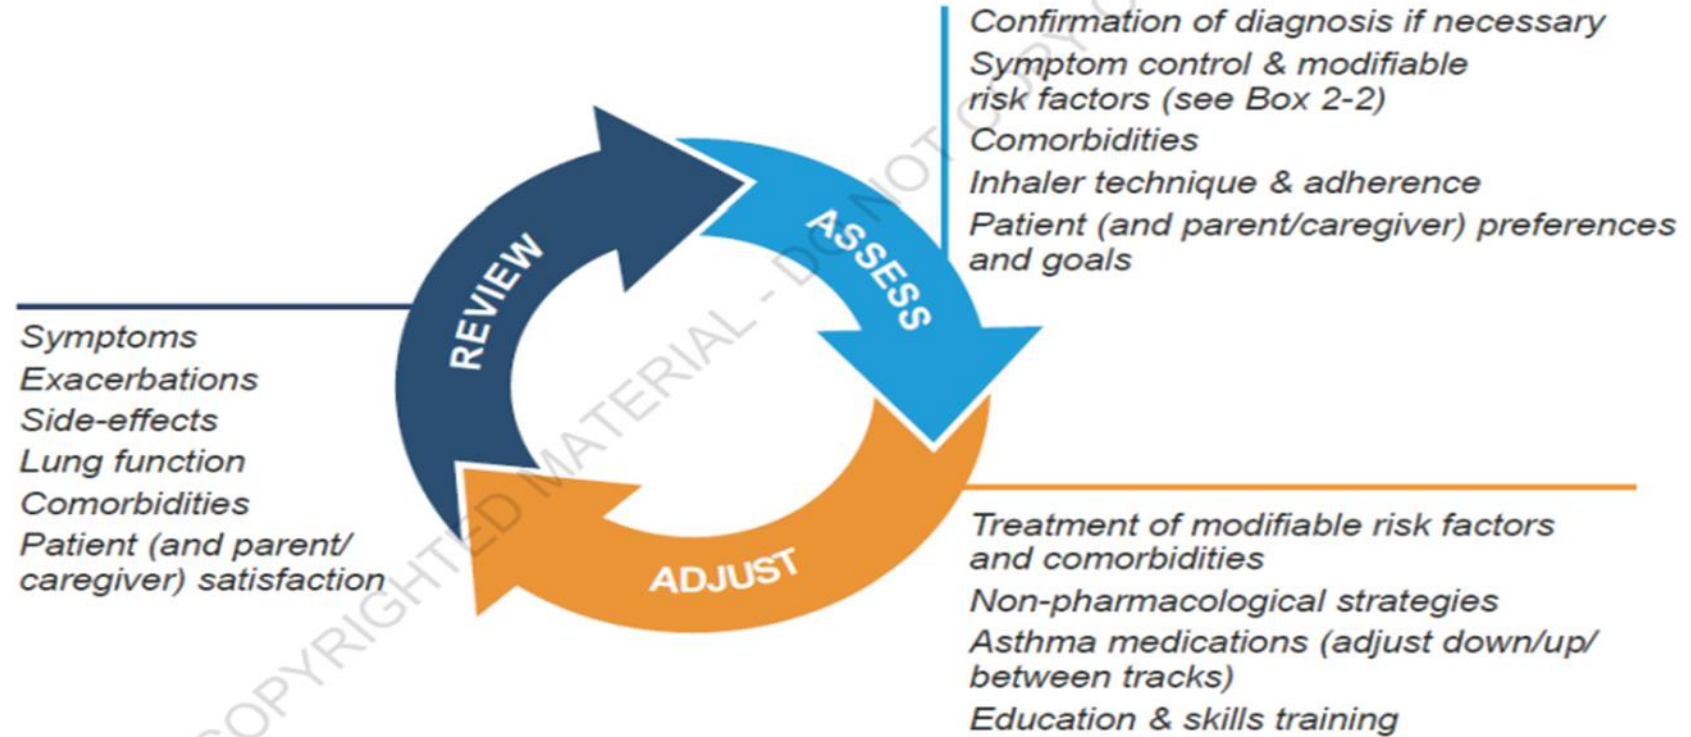 Confirmation of diagnosis if necessary
Symptom control & modifiable
risk factors (see Box 2-2)
Comorbidities
Inhaler technique & adherence
Patient (and parent/caregiver) preferences
and goals
REVIEW
ASSESS
ADJUST
Symptoms
Exacerbations
Side-effects
Lung function
Comorbidities
Patient (and parent/
caregiver) satisfaction
Treatment of modifiable risk factors
and comorbidities
Non-pharmacological strategies
Asthma medications (adjust down/up/
between tracks)
Education & skills training
COPYRIGHTED MATERIAL - DO NOT COPY